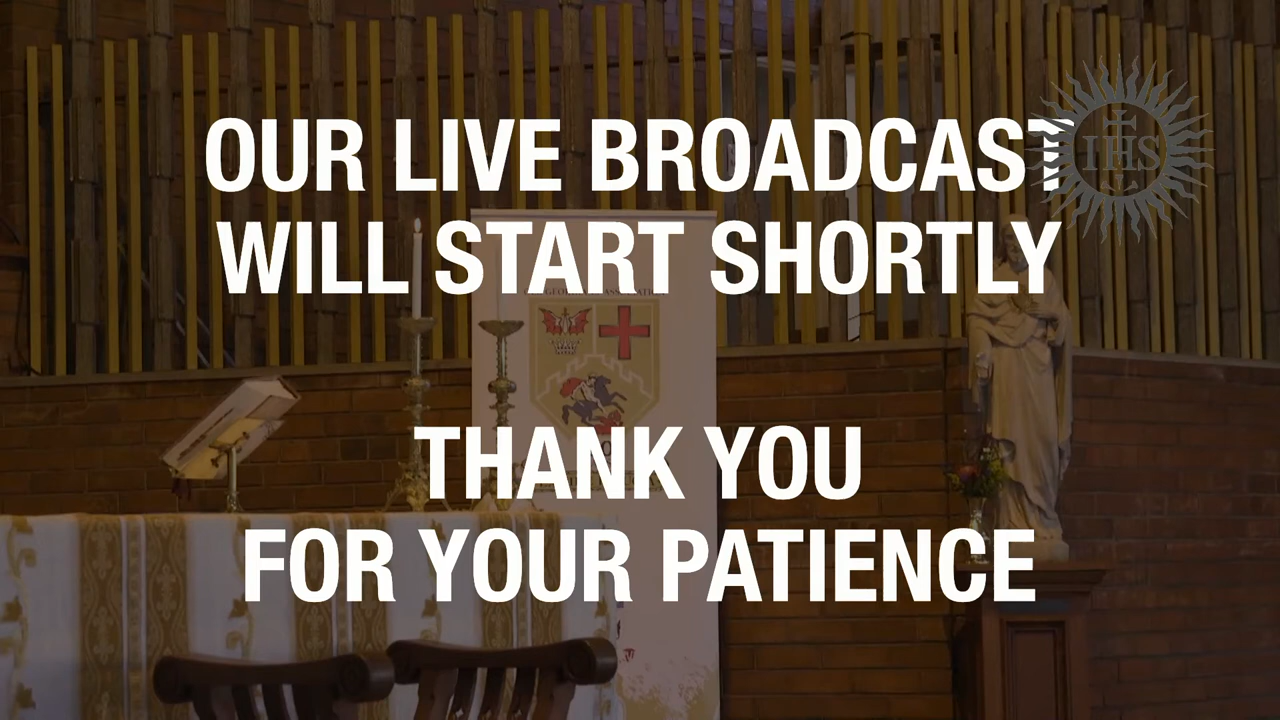 OUR LIVE BROADCAST
IHS
WILL START SHORTLY
THANK YOU
FOR YOUR PATIENCE